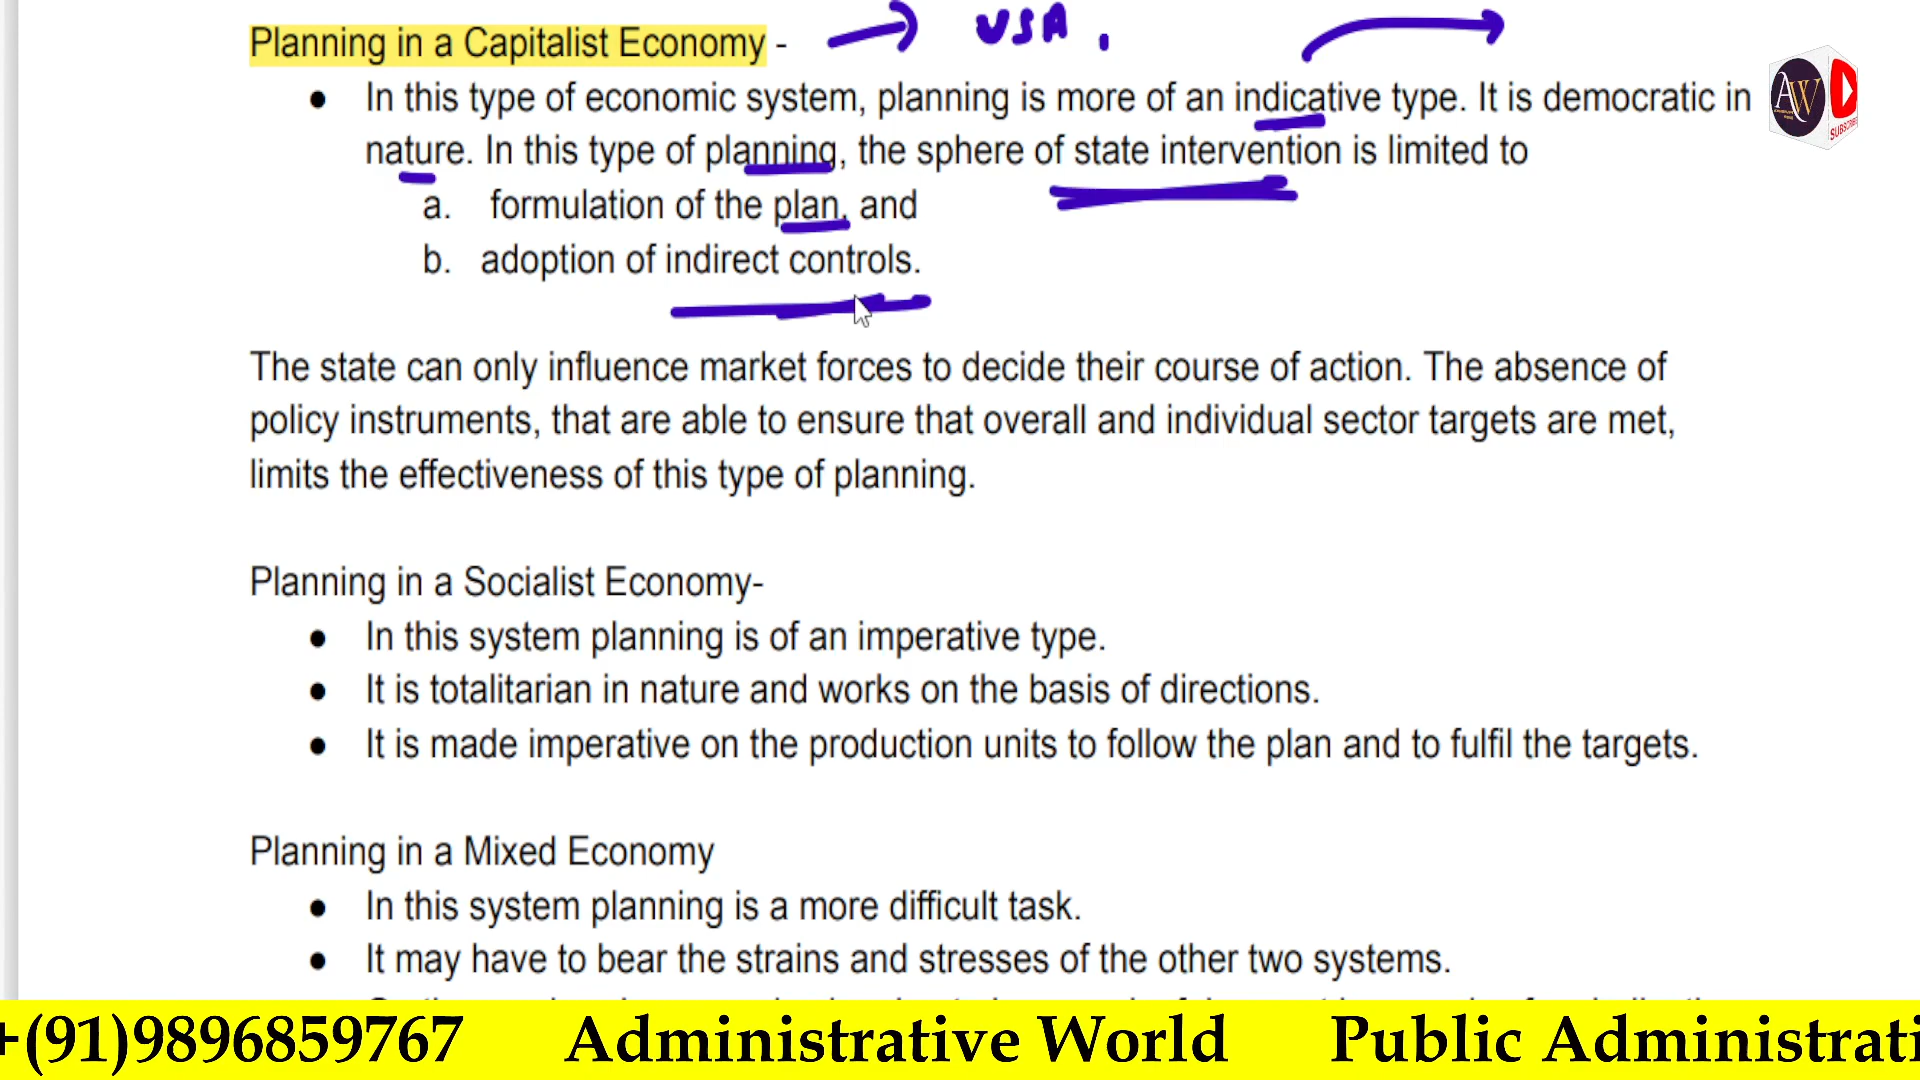 Planning in a Capitalist Economy - USA.
● In this type of economic system, planning is more of an indicative type. It is democratic in
nature. In this type of planning, the sphere of state intervention is limited to
a. formulation of the plan, and
b. adoption of indirect controls.
The state can only influence market forces to decide their course of action. The absence of
policy instruments, that are able to ensure that overall and individual sector targets are met,
limits the effectiveness of this type of planning.
Planning in a Socialist Economy-
● In this system planning is of an imperative type.
● It is totalitarian in nature and works on the basis of directions.
● It is made imperative on the production units to follow the plan and to fulfil the targets.
Planning in a Mixed Economy
● In this system planning is a more difficult task.
● It may have to bear the strains and stresses of the other two systems.
+(91)9896859767 Administrative World Public Administrati
AW
SUBSCRIBE